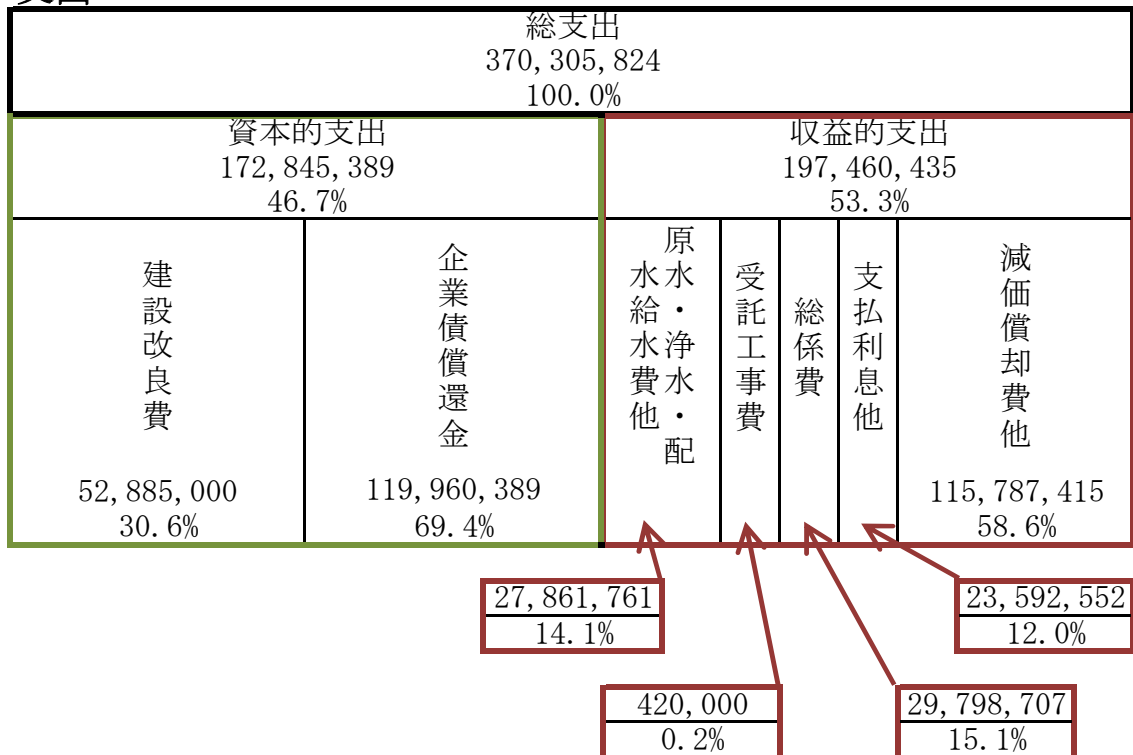 総支出
370,305,824
100.0%
資本的支出
172,845,389
46.7%
収益的支出
197,460,435
53.3%
建設改良費
52,885,000
30.6%
企業債償還金
119,960,389
69.4%
原水・浄水・配
水給水費他
受託工事費
総係費
支払利息他
減価償却費他
115,787,415
58.6%
27,861,761
14.1%
23,592,552
12.0%
420,000
0.2%
29,798,707
15.1%